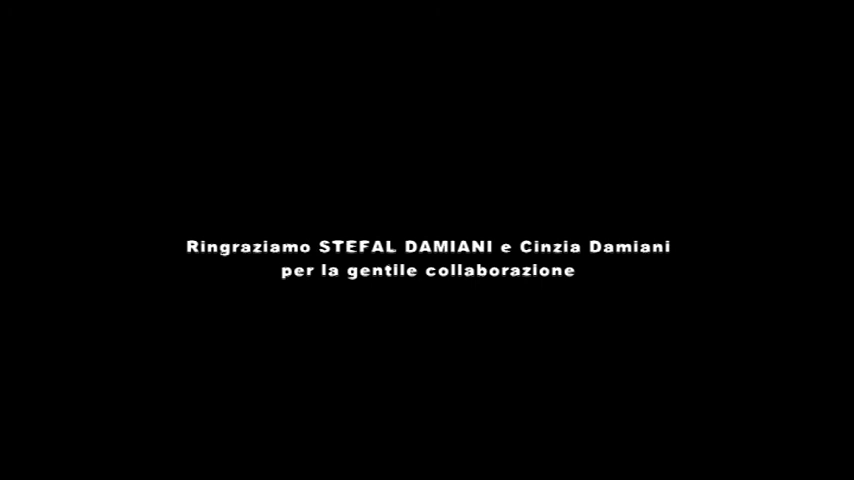 Ringraziamo STEFAL DAMIANI e Cinzia Damiani
per la gentile collaborazione